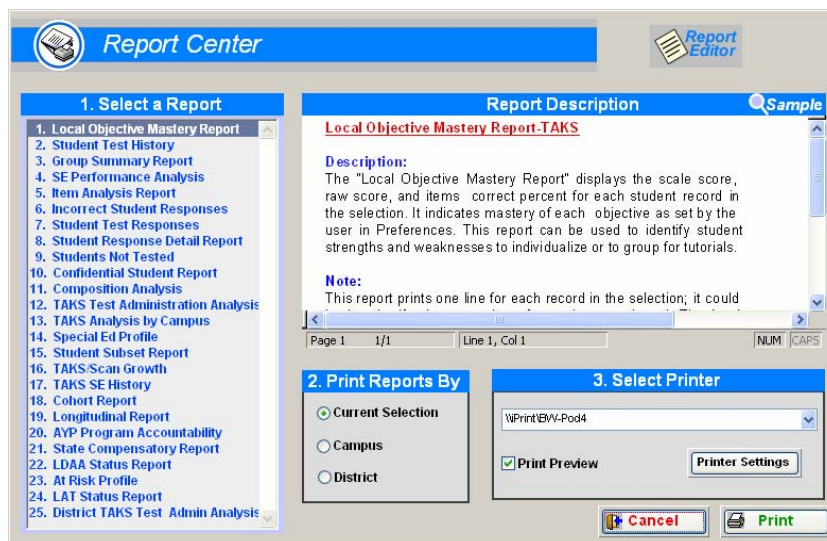 Report Center
Report
Editor
1. Select a Report
1. Local Objective Mastery Report
2. Student Test History
3. Group Summary Report
4. SE Performance Analysis
5. Item Analysis Report
6. Incorrect Student Responses
7. Student Test Responses
8. Student Response Detail Report
9. Students Not Tested
10. Confidential Student Report
11. Composition Analysis
12. TAKS Test Administration Analysis
13. TAKS Analysis by Campus
14. Special Ed Profile
15. Student Subset Report
16. TAKS/Scan Growth
17. TAKS SE History
18. Cohort Report
19. Longitudinal Report
20. AYP Program Accountability
21. State Compensatory Report
22. LDAA Status Report
23. At Risk Profile
24. LAT Status Report
25. District TAKS Test Admin Analysis
Report Description
Sample
Local Objective Mastery Report-TAKS
Description:
The "Local Objective Mastery Report" displays the scale score,
raw score, and items correct percent for each student record in
the selection. It indicates mastery of each objective as set by the
user in Preferences. This report can be used to identify student
strengths and weaknesses to individualize or to group for tutorials.
Note:
This report prints one line for each record in the selection; it could
Page 1 1/1 Line 1, Col 1 NUM CAPS
2. Print Reports By
Current Selection
Campus
District
3. Select Printer
\\iPrint\BW-Pod4
Print Preview
Printer Settings
Cancel
Print